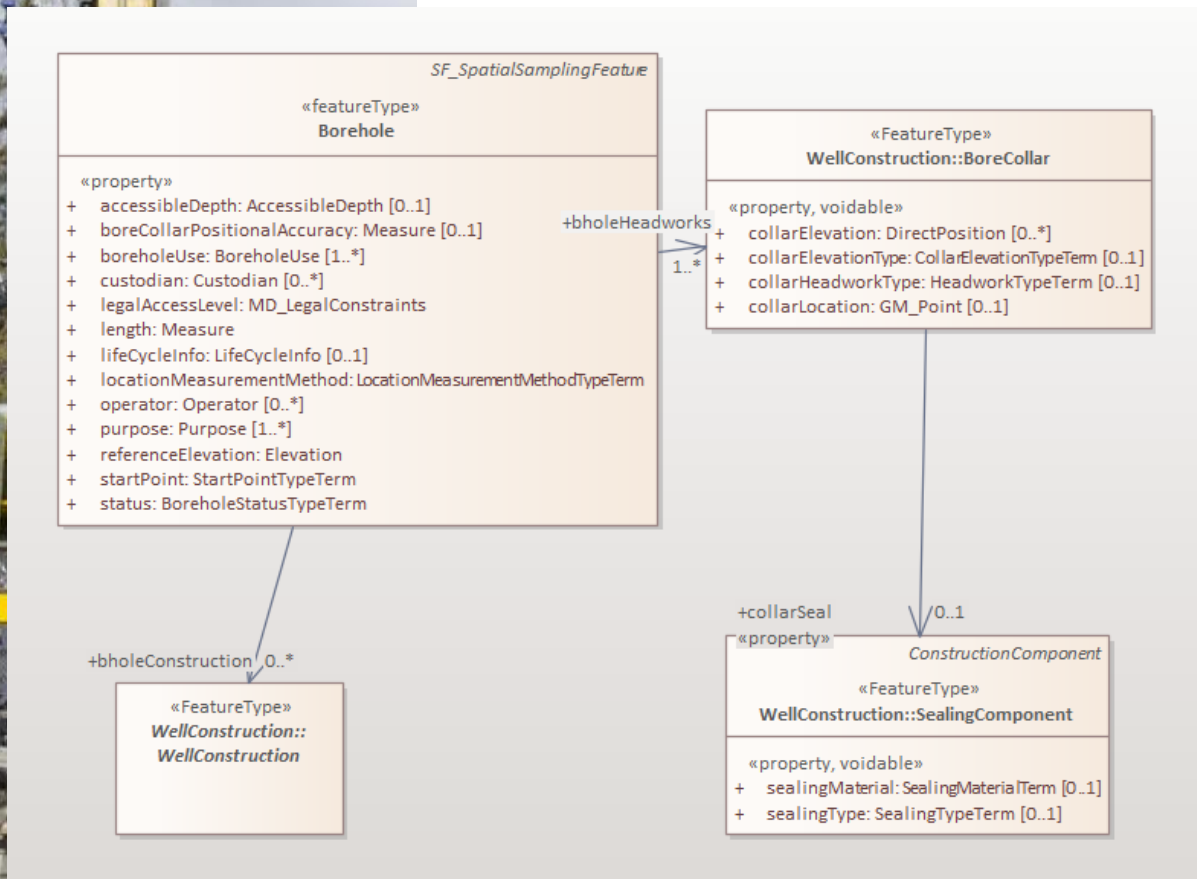 SF_SpatialSamplingFeature
«featureType»
Borehole
«property»
+ accessibleDepth: AccessibleDepth [0..1]
+ boreCollarPositionalAccuracy: Measure [0..1]
+ boreholeUse: BoreholeUse [1..*]
+ custodian: Custodian [0..*]
+ legalAccessLevel: MD_LegalConstraints
+ length: Measure
+ lifeCycleInfo: LifeCycleInfo [0..1]
+ locationMeasurementMethod: LocationMeasurementMethodTypeTerm
+ operator: Operator [0..*]
+ purpose: Purpose [1..*]
+ referenceElevation: Elevation
+ startPoint: StartPointTypeTerm
+ status: BoreholeStatusTypeTerm
+bholeHeadworks
1..*
«FeatureType»
WellConstruction::BoreCollar
«property, voidable»
+ collarElevation: DirectPosition [0..*]
+ collarElevationType: CollarElevationTypeTerm [0..1]
+ collarHeadworkType: HeadworkTypeTerm [0..1]
+ collarLocation: GM_Point [0..1]
+bholeConstruction 0..*
«FeatureType»
WellConstruction::
WellConstruction
+collarSeal 0..1
«property»
ConstructionComponent
«FeatureType»
WellConstruction::SealingComponent
«property, voidable»
+ sealingMaterial: SealingMaterialTerm [0..1]
+ sealingType: SealingTypeTerm [0..1]